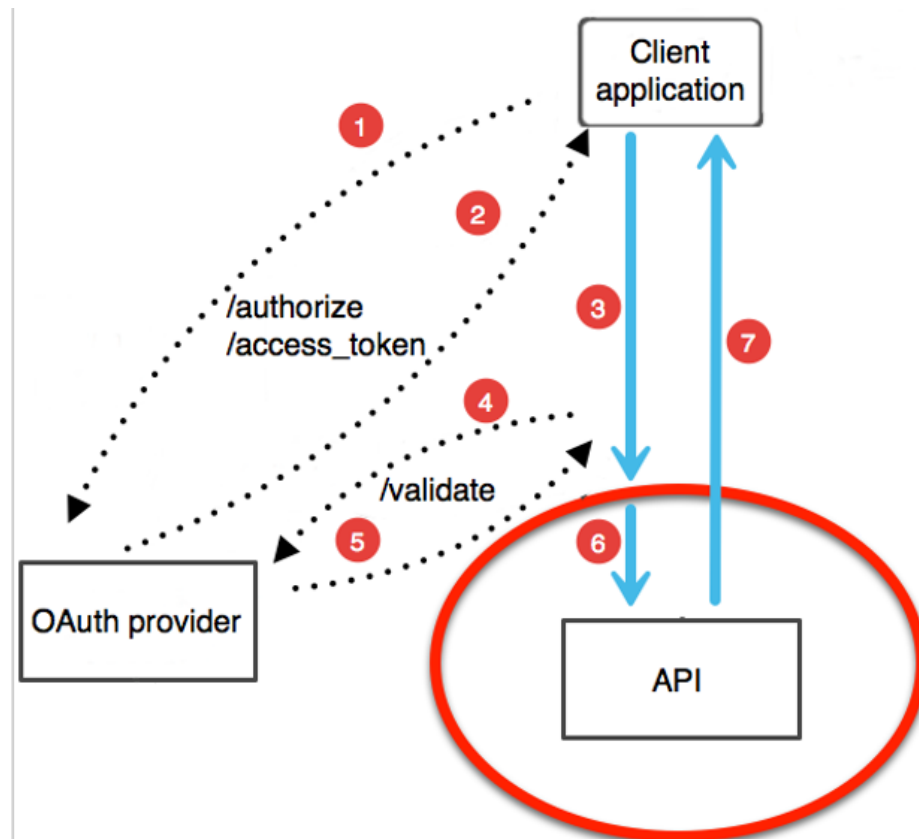 Client
application
1
2
/authorize
/access_token
3
7
4
/validate
5
6
OAuth provider
API